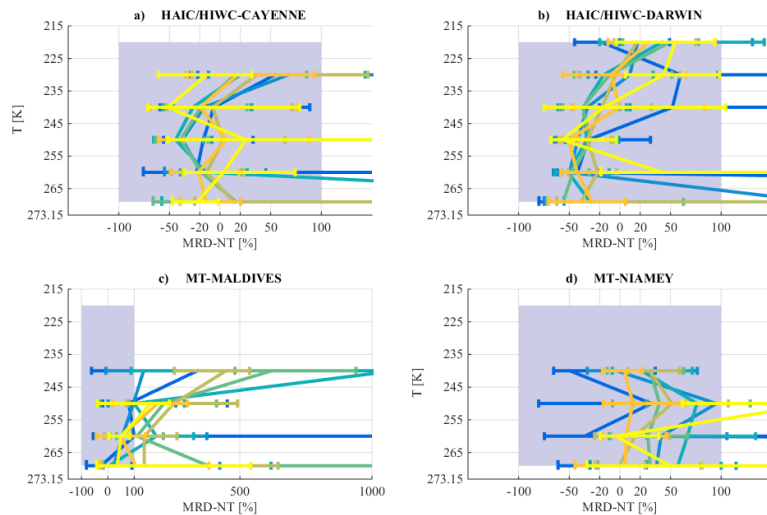 a) HAIC/HIWC-CAYENNE
b) HAIC/HIWC-DARWIN
215
225
235
245
255
265
273.15
T [K]
-100 -50 -20 0 20 50 100
MRD-NT [%]
215
225
235
245
255
265
273.15
T [K]
-100 -50 -20 0 20 50 100
MRD-NT [%]
c) MT-MALDIVES
d) MT-NIAMEY
215
225
235
245
255
265
273.15
-100 0 100 500 1000
MRD-NT [%]
215
225
235
245
255
265
273.15
T [K]
-100 -50 -20 0 20 50 100
MRD-NT [%]